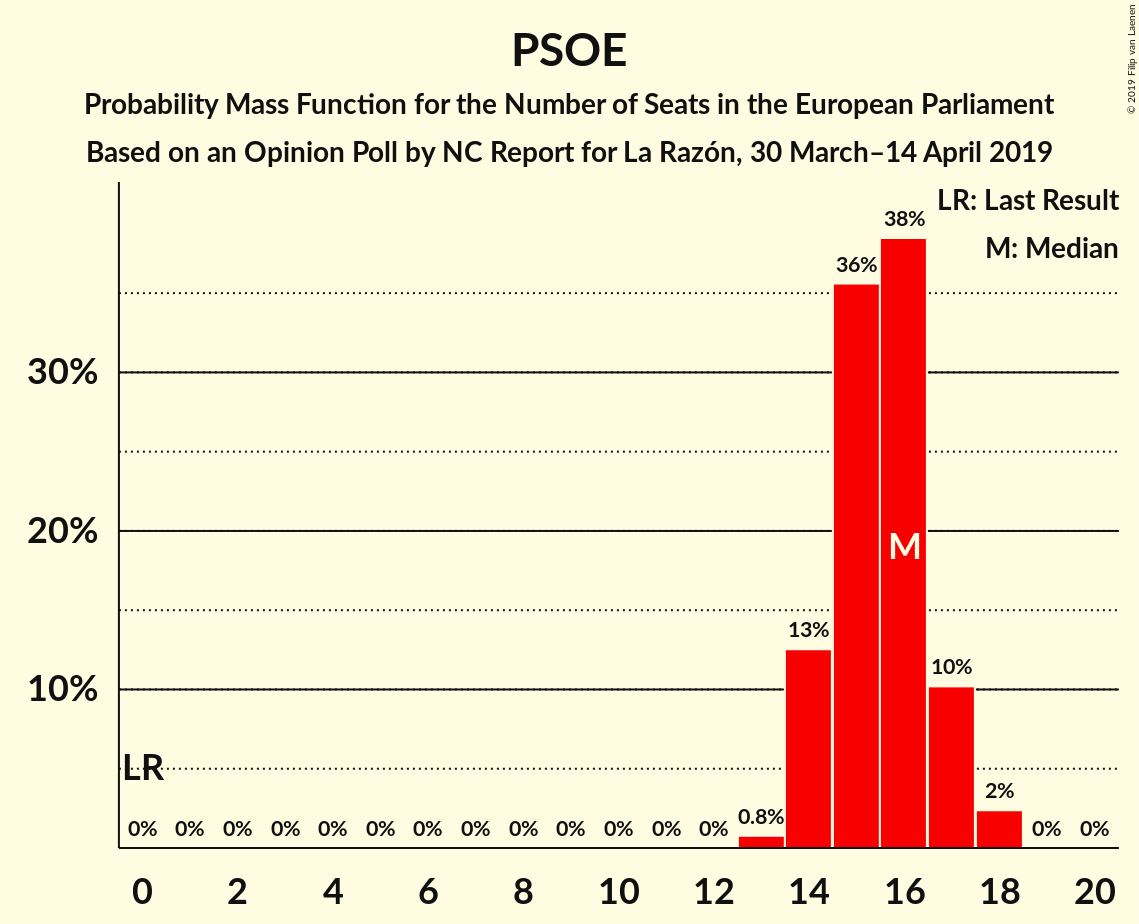 PSOE
Probability Mass Function for the Number of Seats in the European Parliament
Based on an Opinion Poll by NC Report for La Razón, 30 March–14 April 2019
© 2019 Filip van Laenen
LR: Last Result
M: Median
30%
20%
10%
LR
M
0% 0% 0% 0% 0% 0% 0% 0% 0% 0% 0% 0% 0% 0.8% 13% 36% 38% 10% 2% 0% 0%
0 2 4 6 8 10 12 14 16 18 20